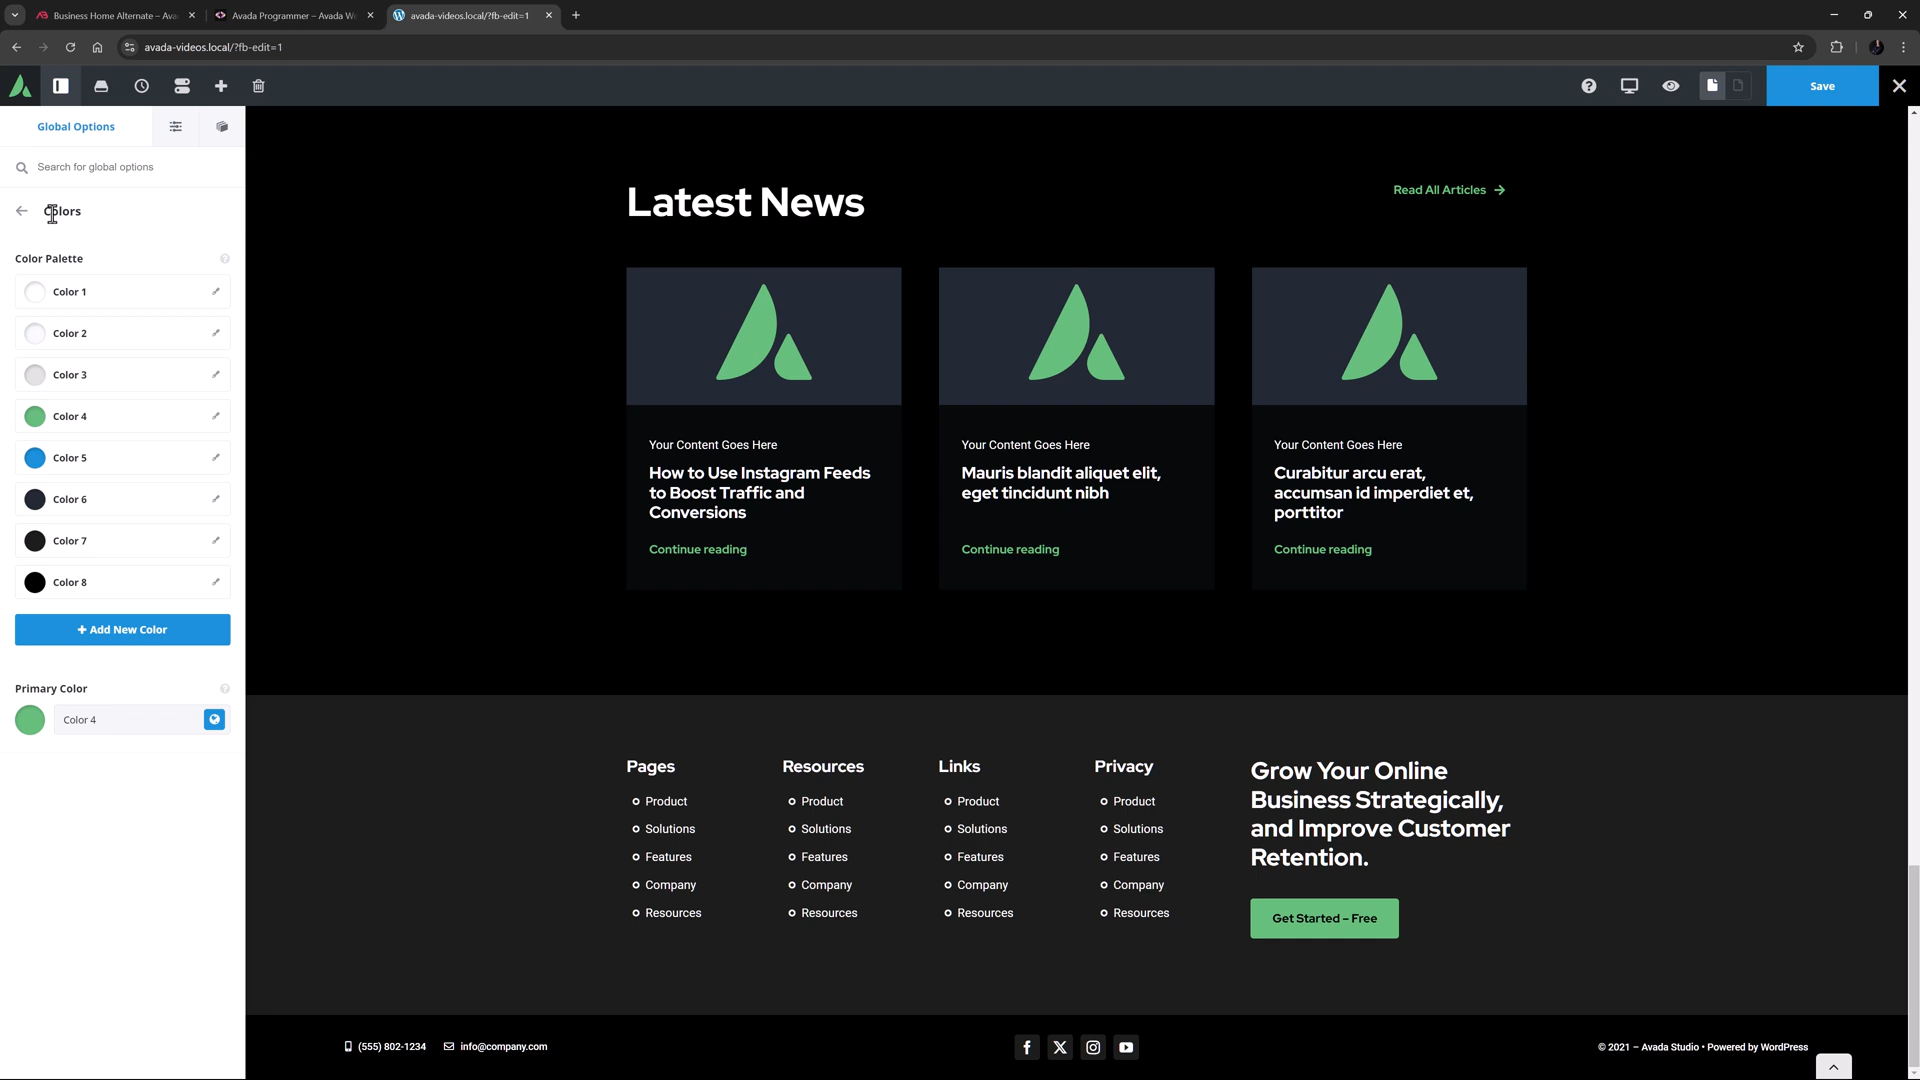 Business Home Alternate – Ava
Avada Programmer – Avada W
avada-videos.local/?fb-edit=1
avada-videos.local/?fb-edit=1
Save
Global Options
Search for global options
Colors
Color Palette
Color 1
Color 2
Color 3
Color 4
Color 5
Color 6
Color 7
Color 8
+ Add New Color
Primary Color
Color 4
Latest News
Read All Articles
Your Content Goes Here
How to Use Instagram Feeds
to Boost Traffic and
Conversions
Continue reading
Your Content Goes Here
Mauris blandit aliquet elit,
eget tincidunt nibh
Continue reading
Your Content Goes Here
Curabitur arcu erat,
accumsan id imperdiet et,
porttitor
Continue reading
Pages
Product
Solutions
Features
Company
Resources
Resources
Product
Solutions
Features
Company
Resources
Links
Product
Solutions
Features
Company
Resources
Privacy
Product
Solutions
Features
Company
Resources
Grow Your Online
Business Strategically,
and Improve Customer
Retention.
Get Started – Free
(555) 802-1234
info@company.com
© 2021 – Avada Studio • Powered by WordPress